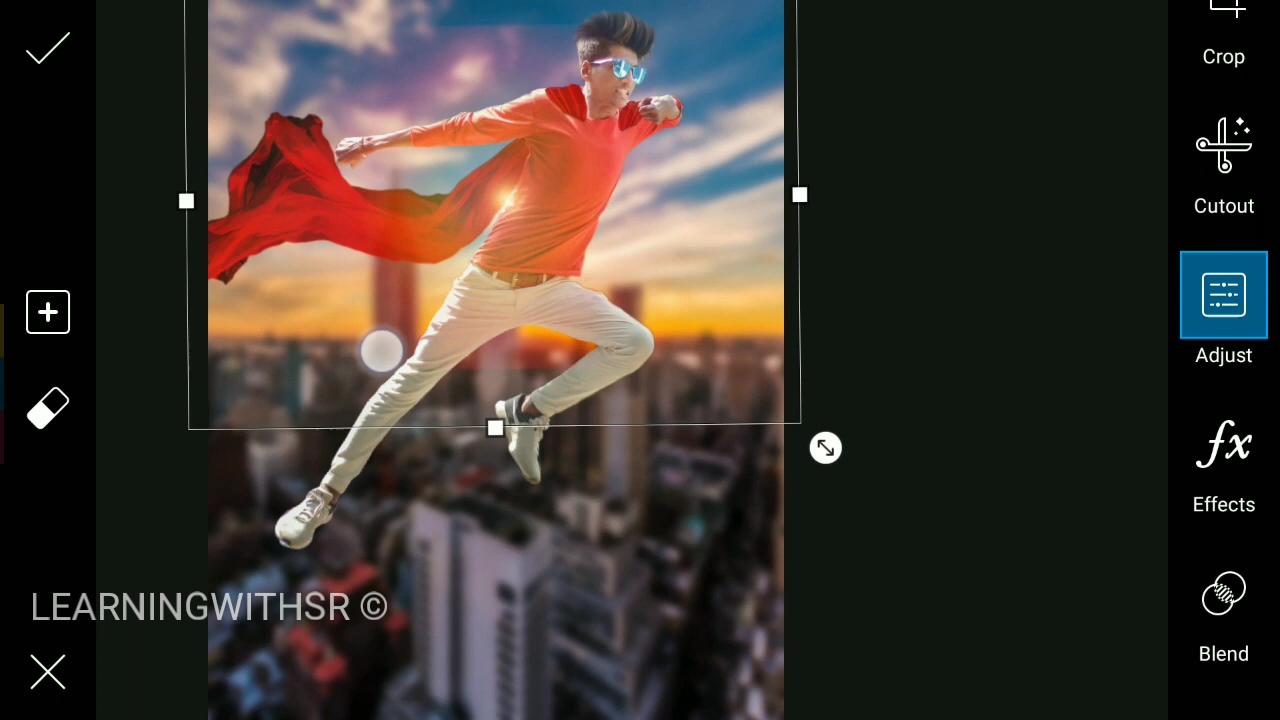 Crop
Cutout
Adjust
fx
Effects
Blend
LEARNINGWITHSR ©